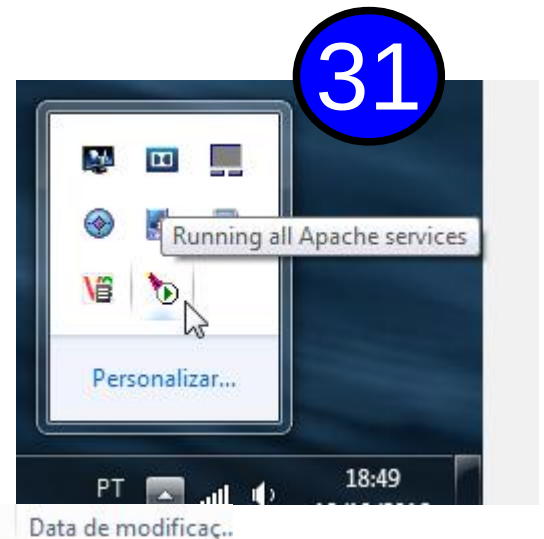 31
Running all Apache services
Personalizar...
PT
18:49
Data de modificaç..